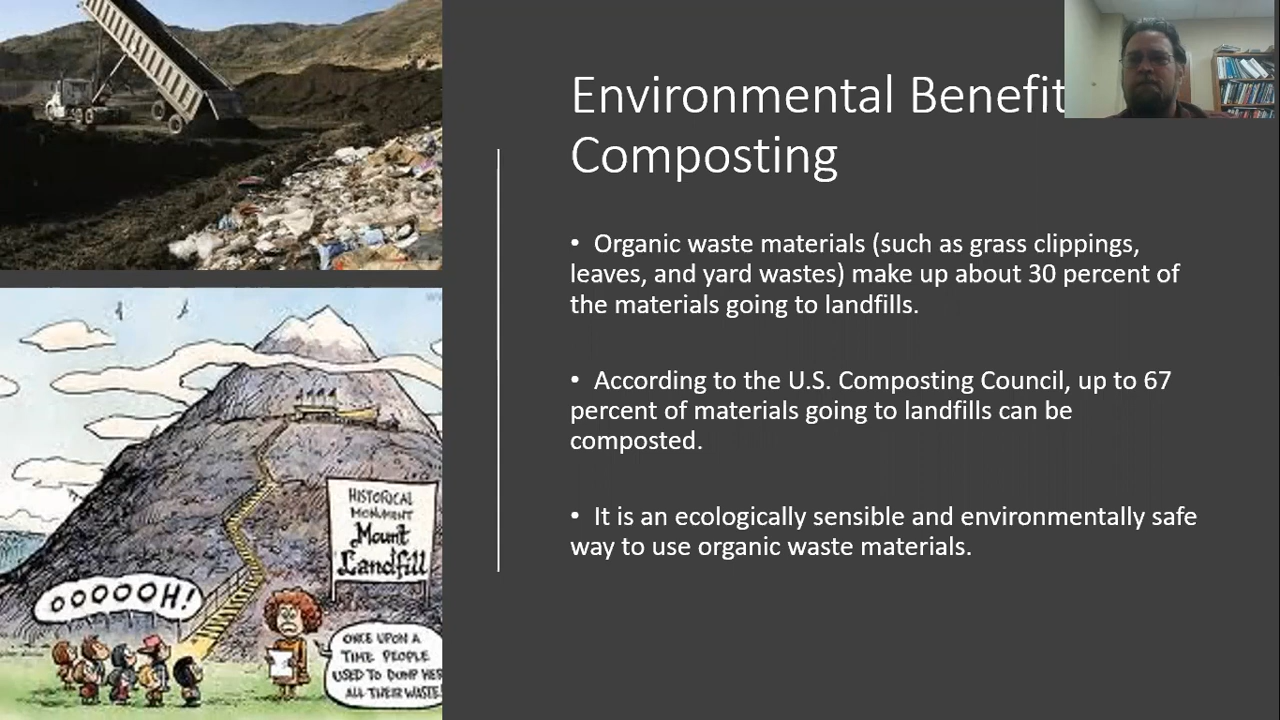 Environmental Benefit
Composting
• Organic waste materials (such as grass clippings,
leaves, and yard wastes) make up about 30 percent of
the materials going to landfills.
• According to the U.S. Composting Council, up to 67
percent of materials going to landfills can be
composted.
• It is an ecologically sensible and environmentally safe
way to use organic waste materials.
HISTORICAL
MONUMENT
Mount
Landfill
OOOOOH!
ONCE UPON A
TIME PEOPLE
USED TO DUMP HER
ALL THEIR WASTE